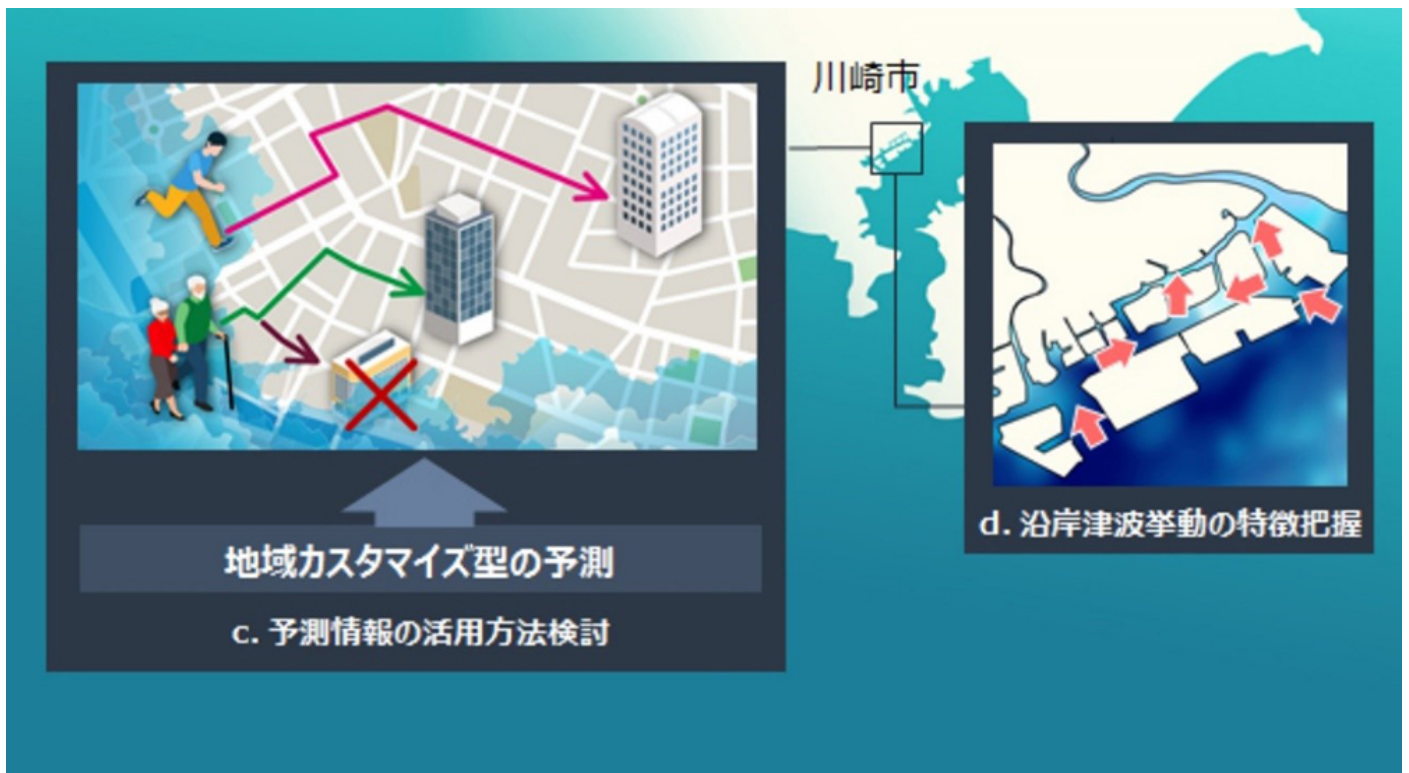 川崎市
地域カスタマイズ型の予測
c. 予測情報の活用方法検討
d. 沿岸津波挙動の特徴把握